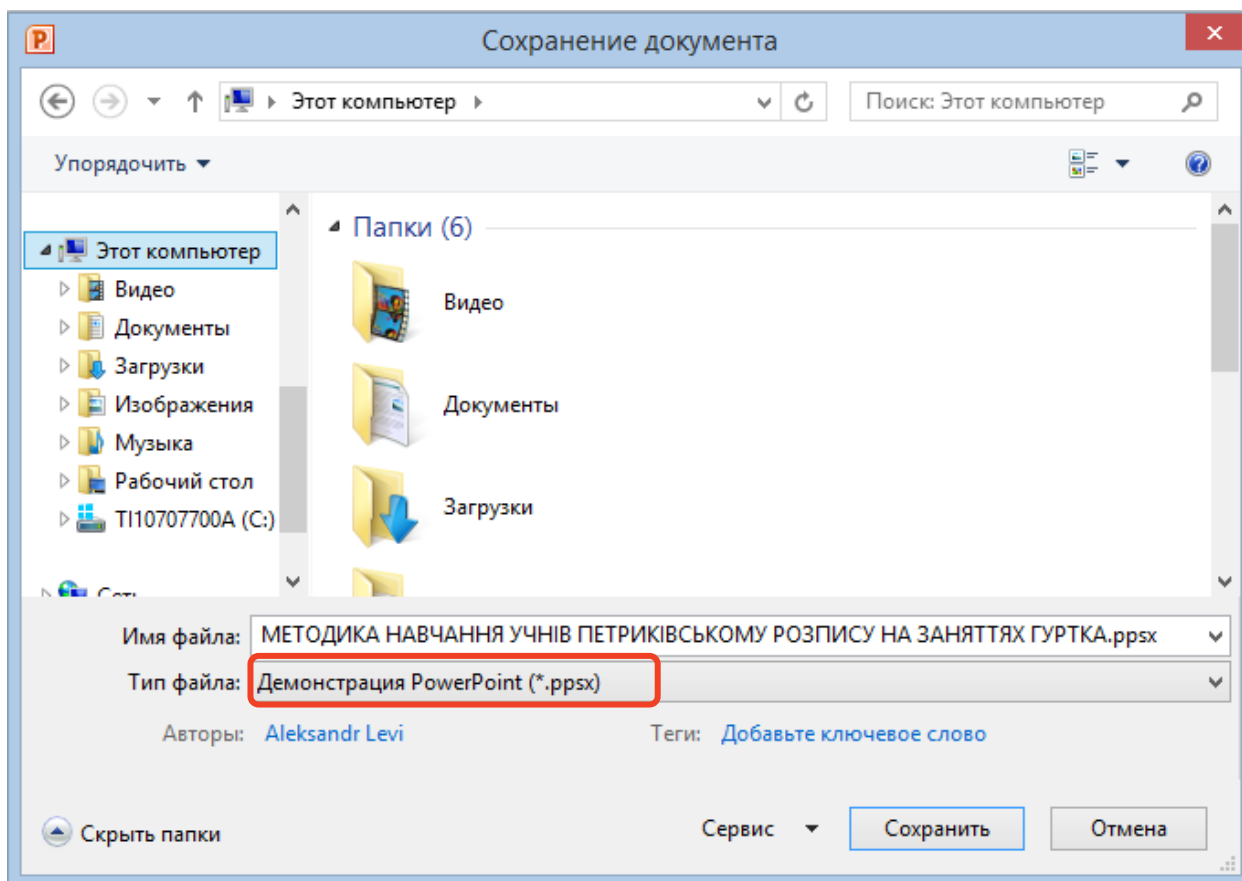 Сохранение документа
Этот компьютер
Поиск: Этот компьютер
Упорядочить
Этот компьютер
Видео
Документы
Загрузки
Изображения
Музыка
Рабочий стол
TI10707700A (C:)
Папки (6)
Видео
Документы
Загрузки
Имя файла: МЕТОДИКА НАВЧАННЯ УЧНІВ ПЕТРИКІВСЬКОМУ РОЗПИСУ НА ЗАНЯТТЯХ ГУРТКА.ppsx
Тип файла: Демонстрация PowerPoint (*.ppsx)
Авторы: Aleksandr Levi Теги: Добавьте ключевое слово
Скрыть папки Сервис Сохранить Отмена